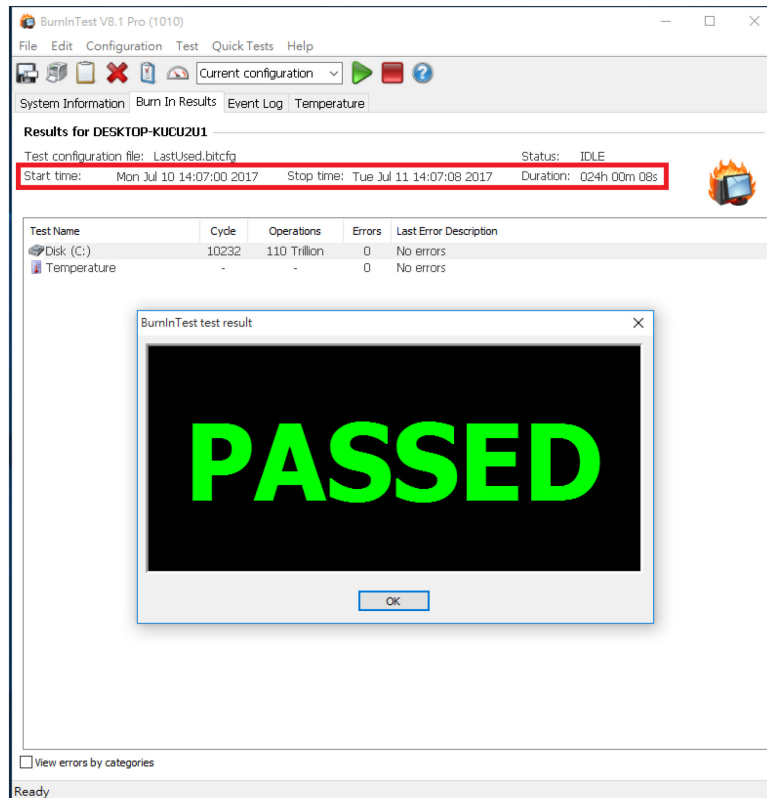 BurnInTest V8.1 Pro (1010)
File Edit Configuration Test Quick Tests Help
Current configuration
System Information Burn In Results Event Log Temperature
Results for DESKTOP-KUCU2U1
Test configuration file: LastUsed.bitcfg Status: IDLE
Start time: Mon Jul 10 14:07:00 2017 Stop time: Tue Jul 11 14:07:08 2017 Duration: 024h 00m 08s
Test Name Cycle Operations Errors Last Error Description
Disk (C:) 10232 110 Trillion 0 No errors
Temperature - - 0 No errors
BurnInTest test result
PASSED
OK
View errors by categories
Ready